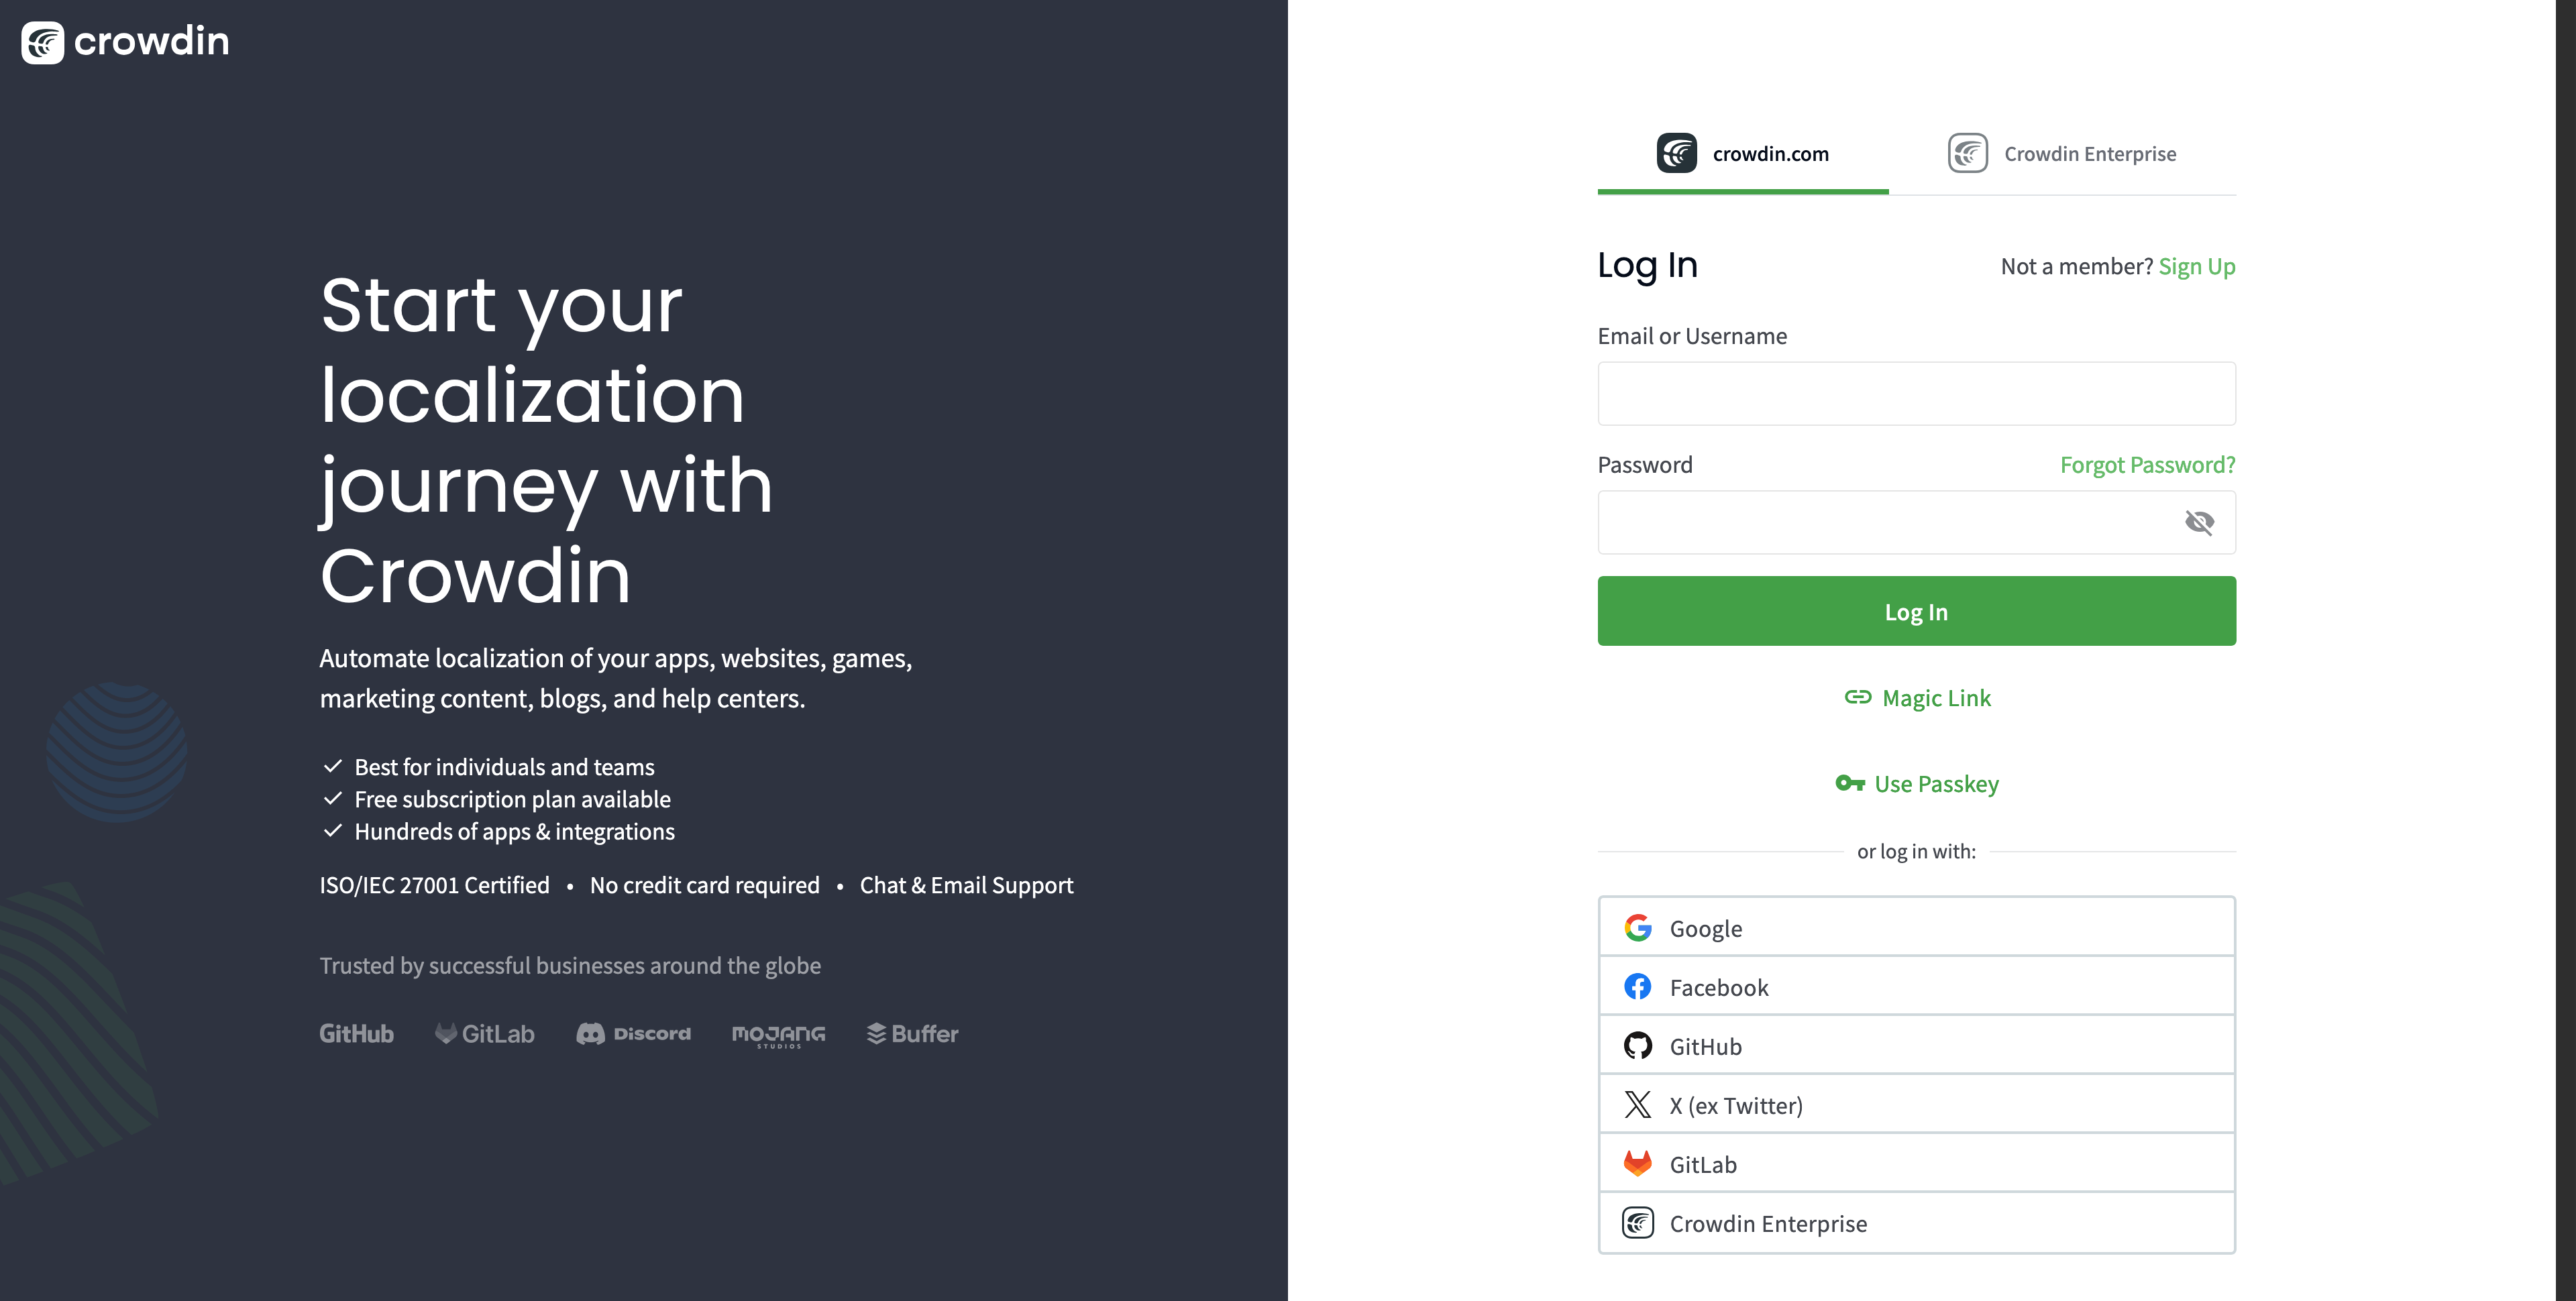 crowdin
Start your
localization
journey with
Crowdin
Automate localization of your apps, websites, games,
marketing content, blogs, and help centers.
Best for individuals and teams
Free subscription plan available
Hundreds of apps & integrations
ISO/IEC 27001 Certified • No credit card required • Chat & Email Support
Trusted by successful businesses around the globe
GitHub GitLab Discord MOJANG STUDIOS Buffer
crowdin.com Crowdin Enterprise
Log In Not a member? Sign Up
Email or Username
Password Forgot Password?
Log In
Magic Link
Use Passkey
or log in with:
Google
Facebook
GitHub
X (ex Twitter)
GitLab
Crowdin Enterprise